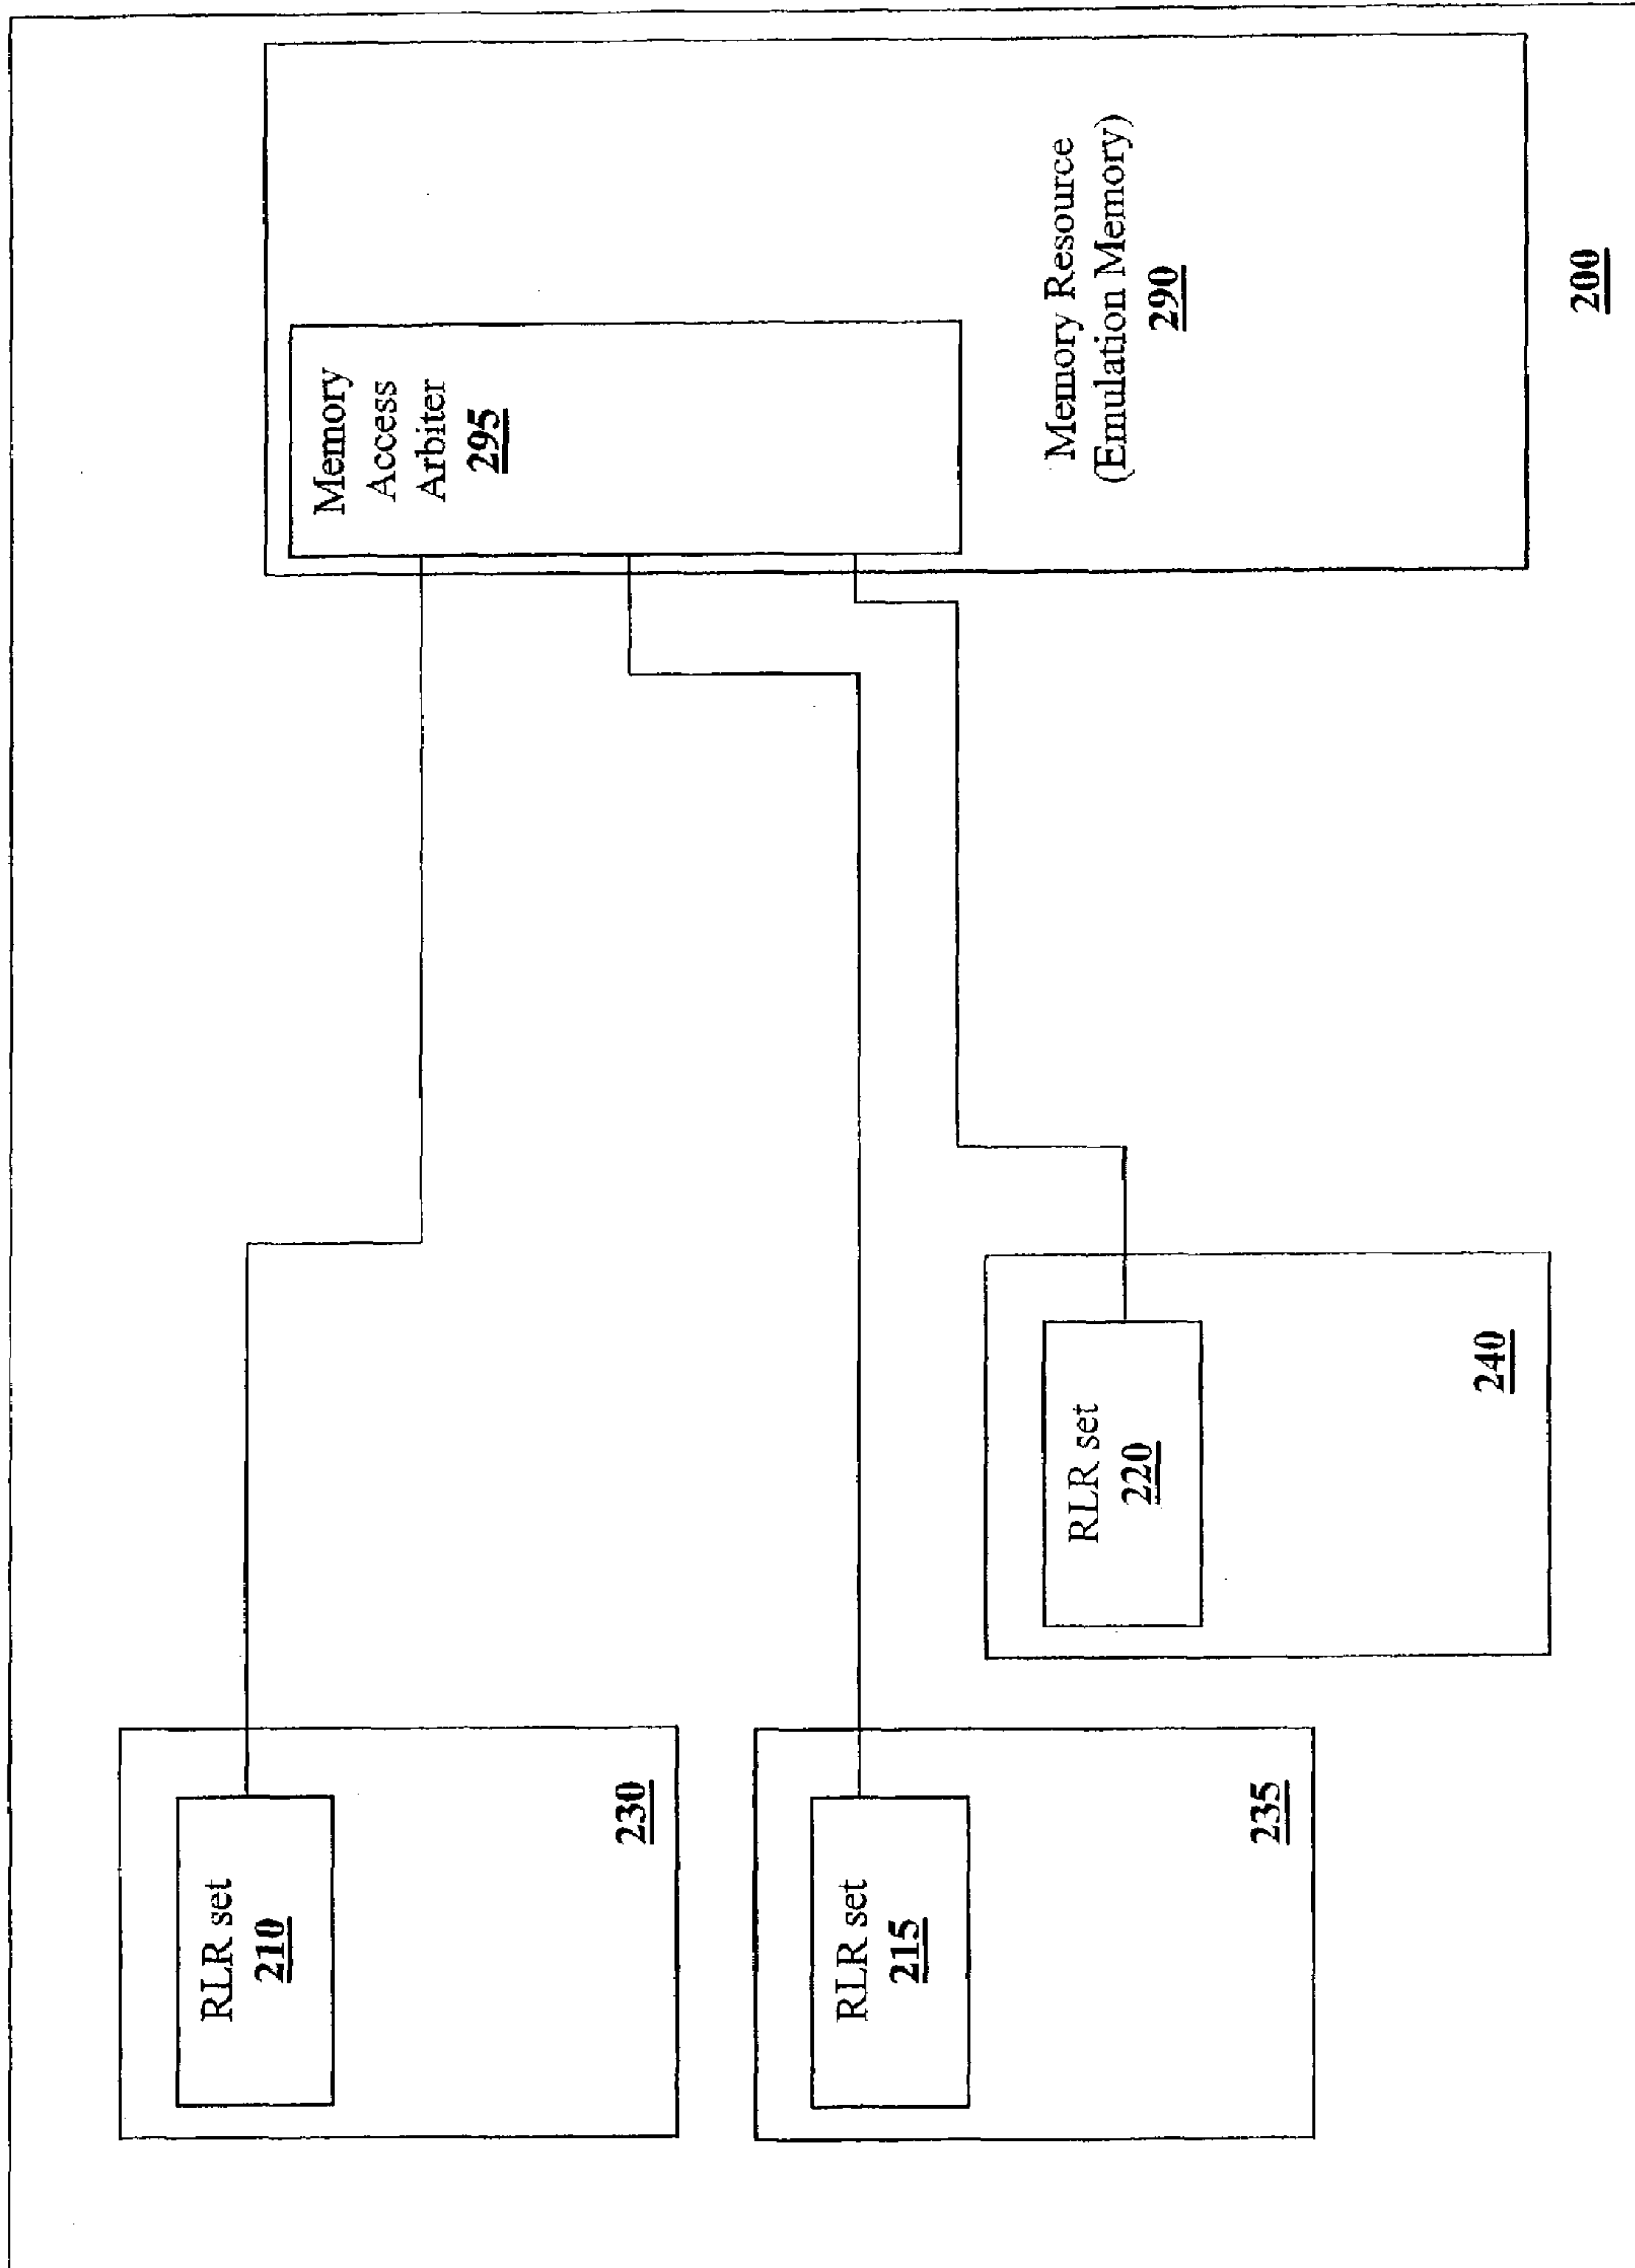 RLR set
210
230
RLR set
215
235
RLR set
220
240
Memory
Access
Arbiter
295
Memory Resource
(Emulation Memory)
290
200